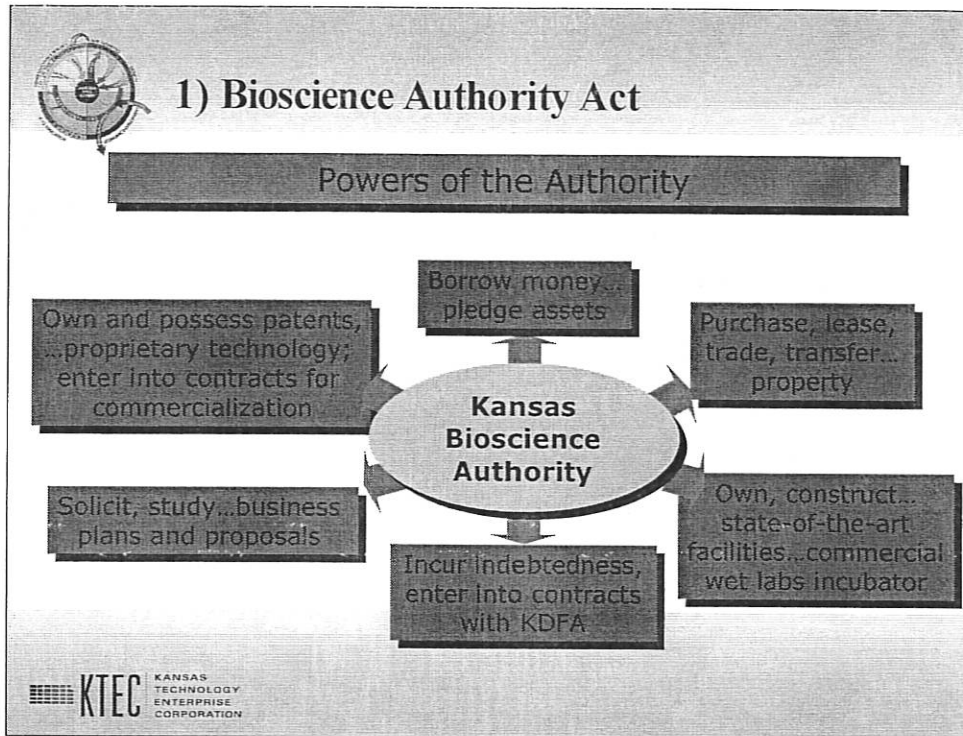 1) Bioscience Authority Act
Powers of the Authority
Borrow money...
pledge assets
Own and possess patents,
...proprietary technology;
enter into contracts for
commercialization
Purchase, lease,
trade, transfer...
property
Kansas
Bioscience
Authority
Solicit, study...business
plans and proposals
Own, construct...
state-of-the-art
facilities...commercial
wet labs incubator
Incur indebtedness,
enter into contracts
with KDFA
KTEC
KANSAS
TECHNOLOGY
ENTERPRISE
CORPORATION